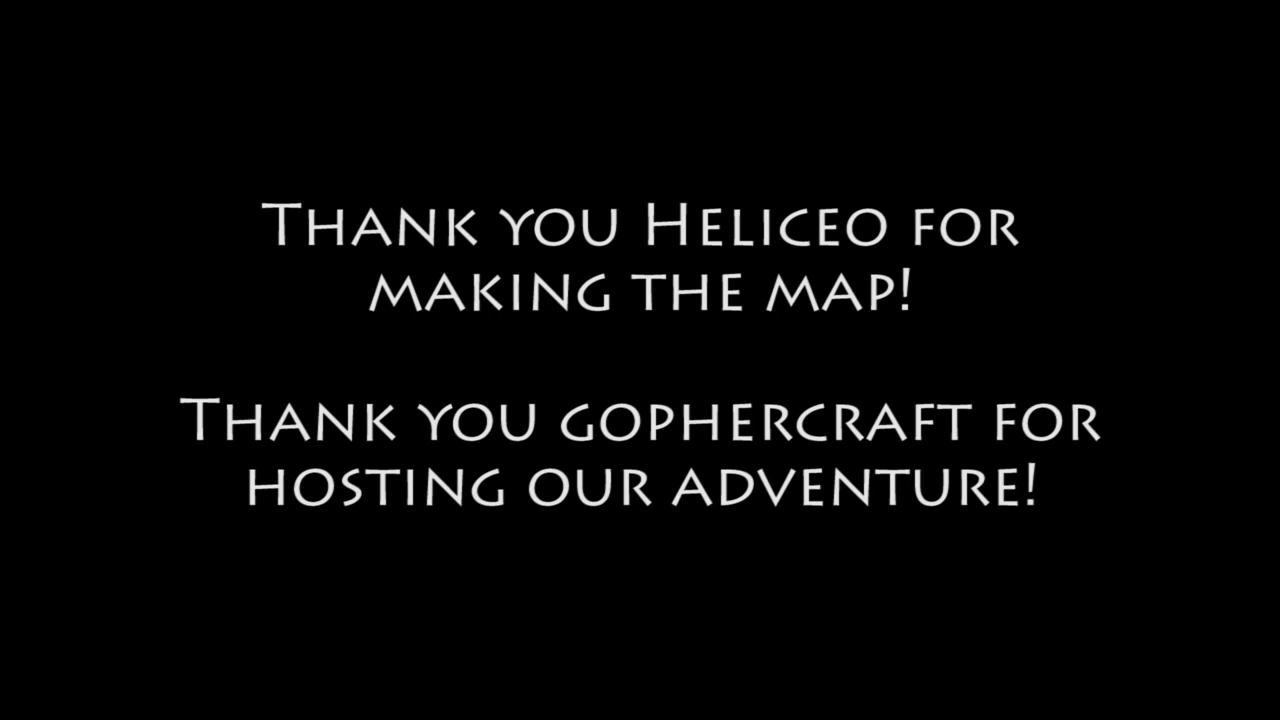 Thank you Heliceo for
making the map!
Thank you gophercraft for
hosting our adventure!